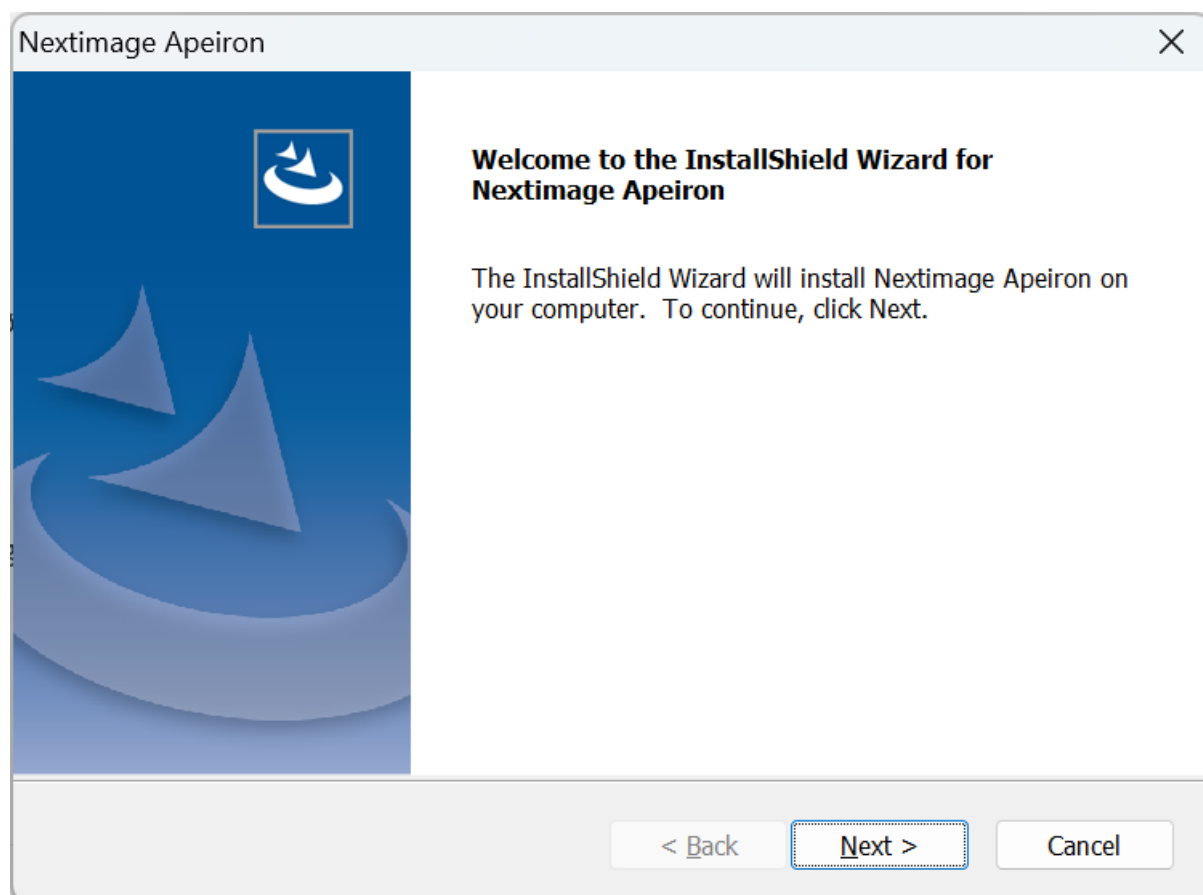 Nextimage Apeiron
Welcome to the InstallShield Wizard for
Nextimage Apeiron
The InstallShield Wizard will install Nextimage Apeiron on
your computer.  To continue, click Next.
< Back
Next >
Cancel